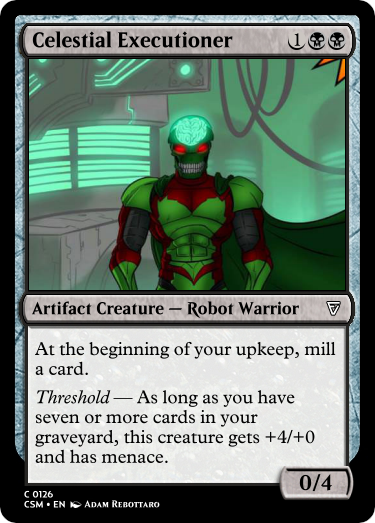 Celestial Executioner 1
Artifact Creature — Robot Warrior
At the beginning of your upkeep, mill
a card.
Threshold — As long as you have
seven or more cards in your
graveyard, this creature gets +4/+0
and has menace.
0/4
C 0126
CSM • EN Adam Rebottaro